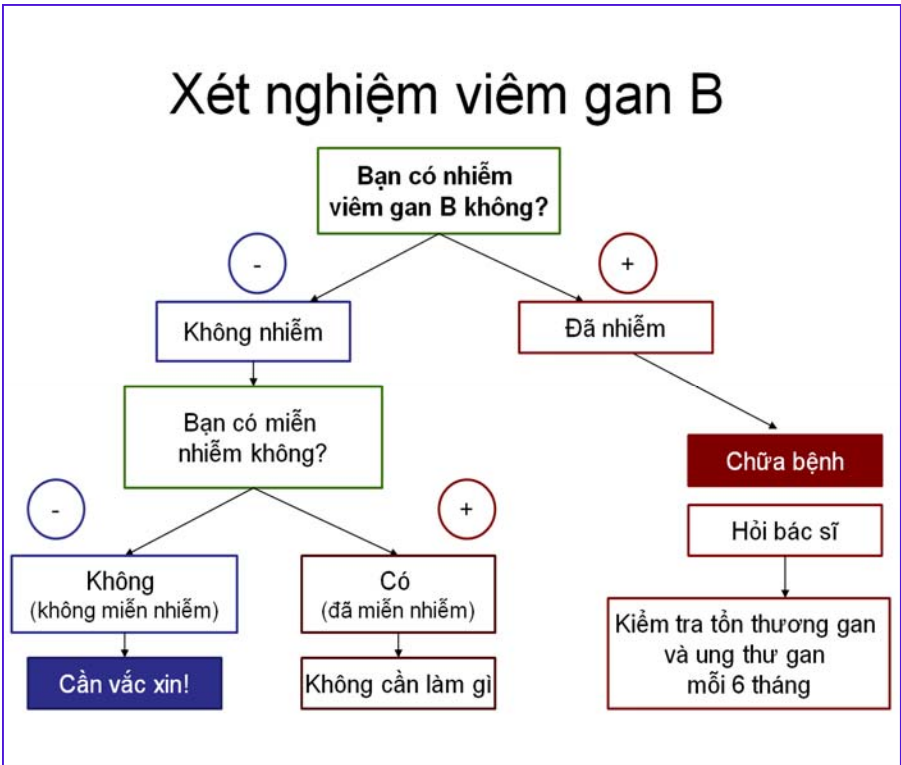 Xét nghiệm viêm gan B
Bạn có nhiễm
viêm gan B không?
-
+
Không nhiễm
Đã nhiễm
Bạn có miễn
nhiễm không?
Chữa bệnh
-
+
Hỏi bác sĩ
Không
(không miễn nhiễm)
Có
(đã miễn nhiễm)
Kiểm tra tổn thương gan
và ung thư gan
mỗi 6 tháng
Cần vắc xin!
Không cần làm gì